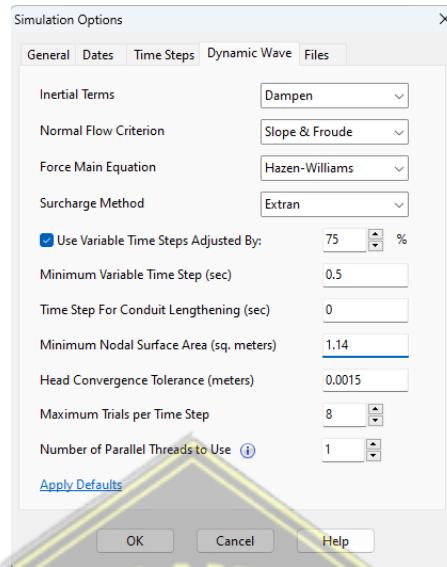 Simulation Options
General Dates Time Steps Dynamic Wave Files
Inertial Terms Dampen
Normal Flow Criterion Slope & Froude
Force Main Equation Hazen-Williams
Surcharge Method Extran
Use Variable Time Steps Adjusted By: 75 %
Minimum Variable Time Step (sec) 0.5
Time Step For Conduit Lengthening (sec) 0
Minimum Nodal Surface Area (sq. meters) 1.14
Head Convergence Tolerance (meters) 0.0015
Maximum Trials per Time Step 8
Number of Parallel Threads to Use 1
Apply Defaults
OK Cancel Help